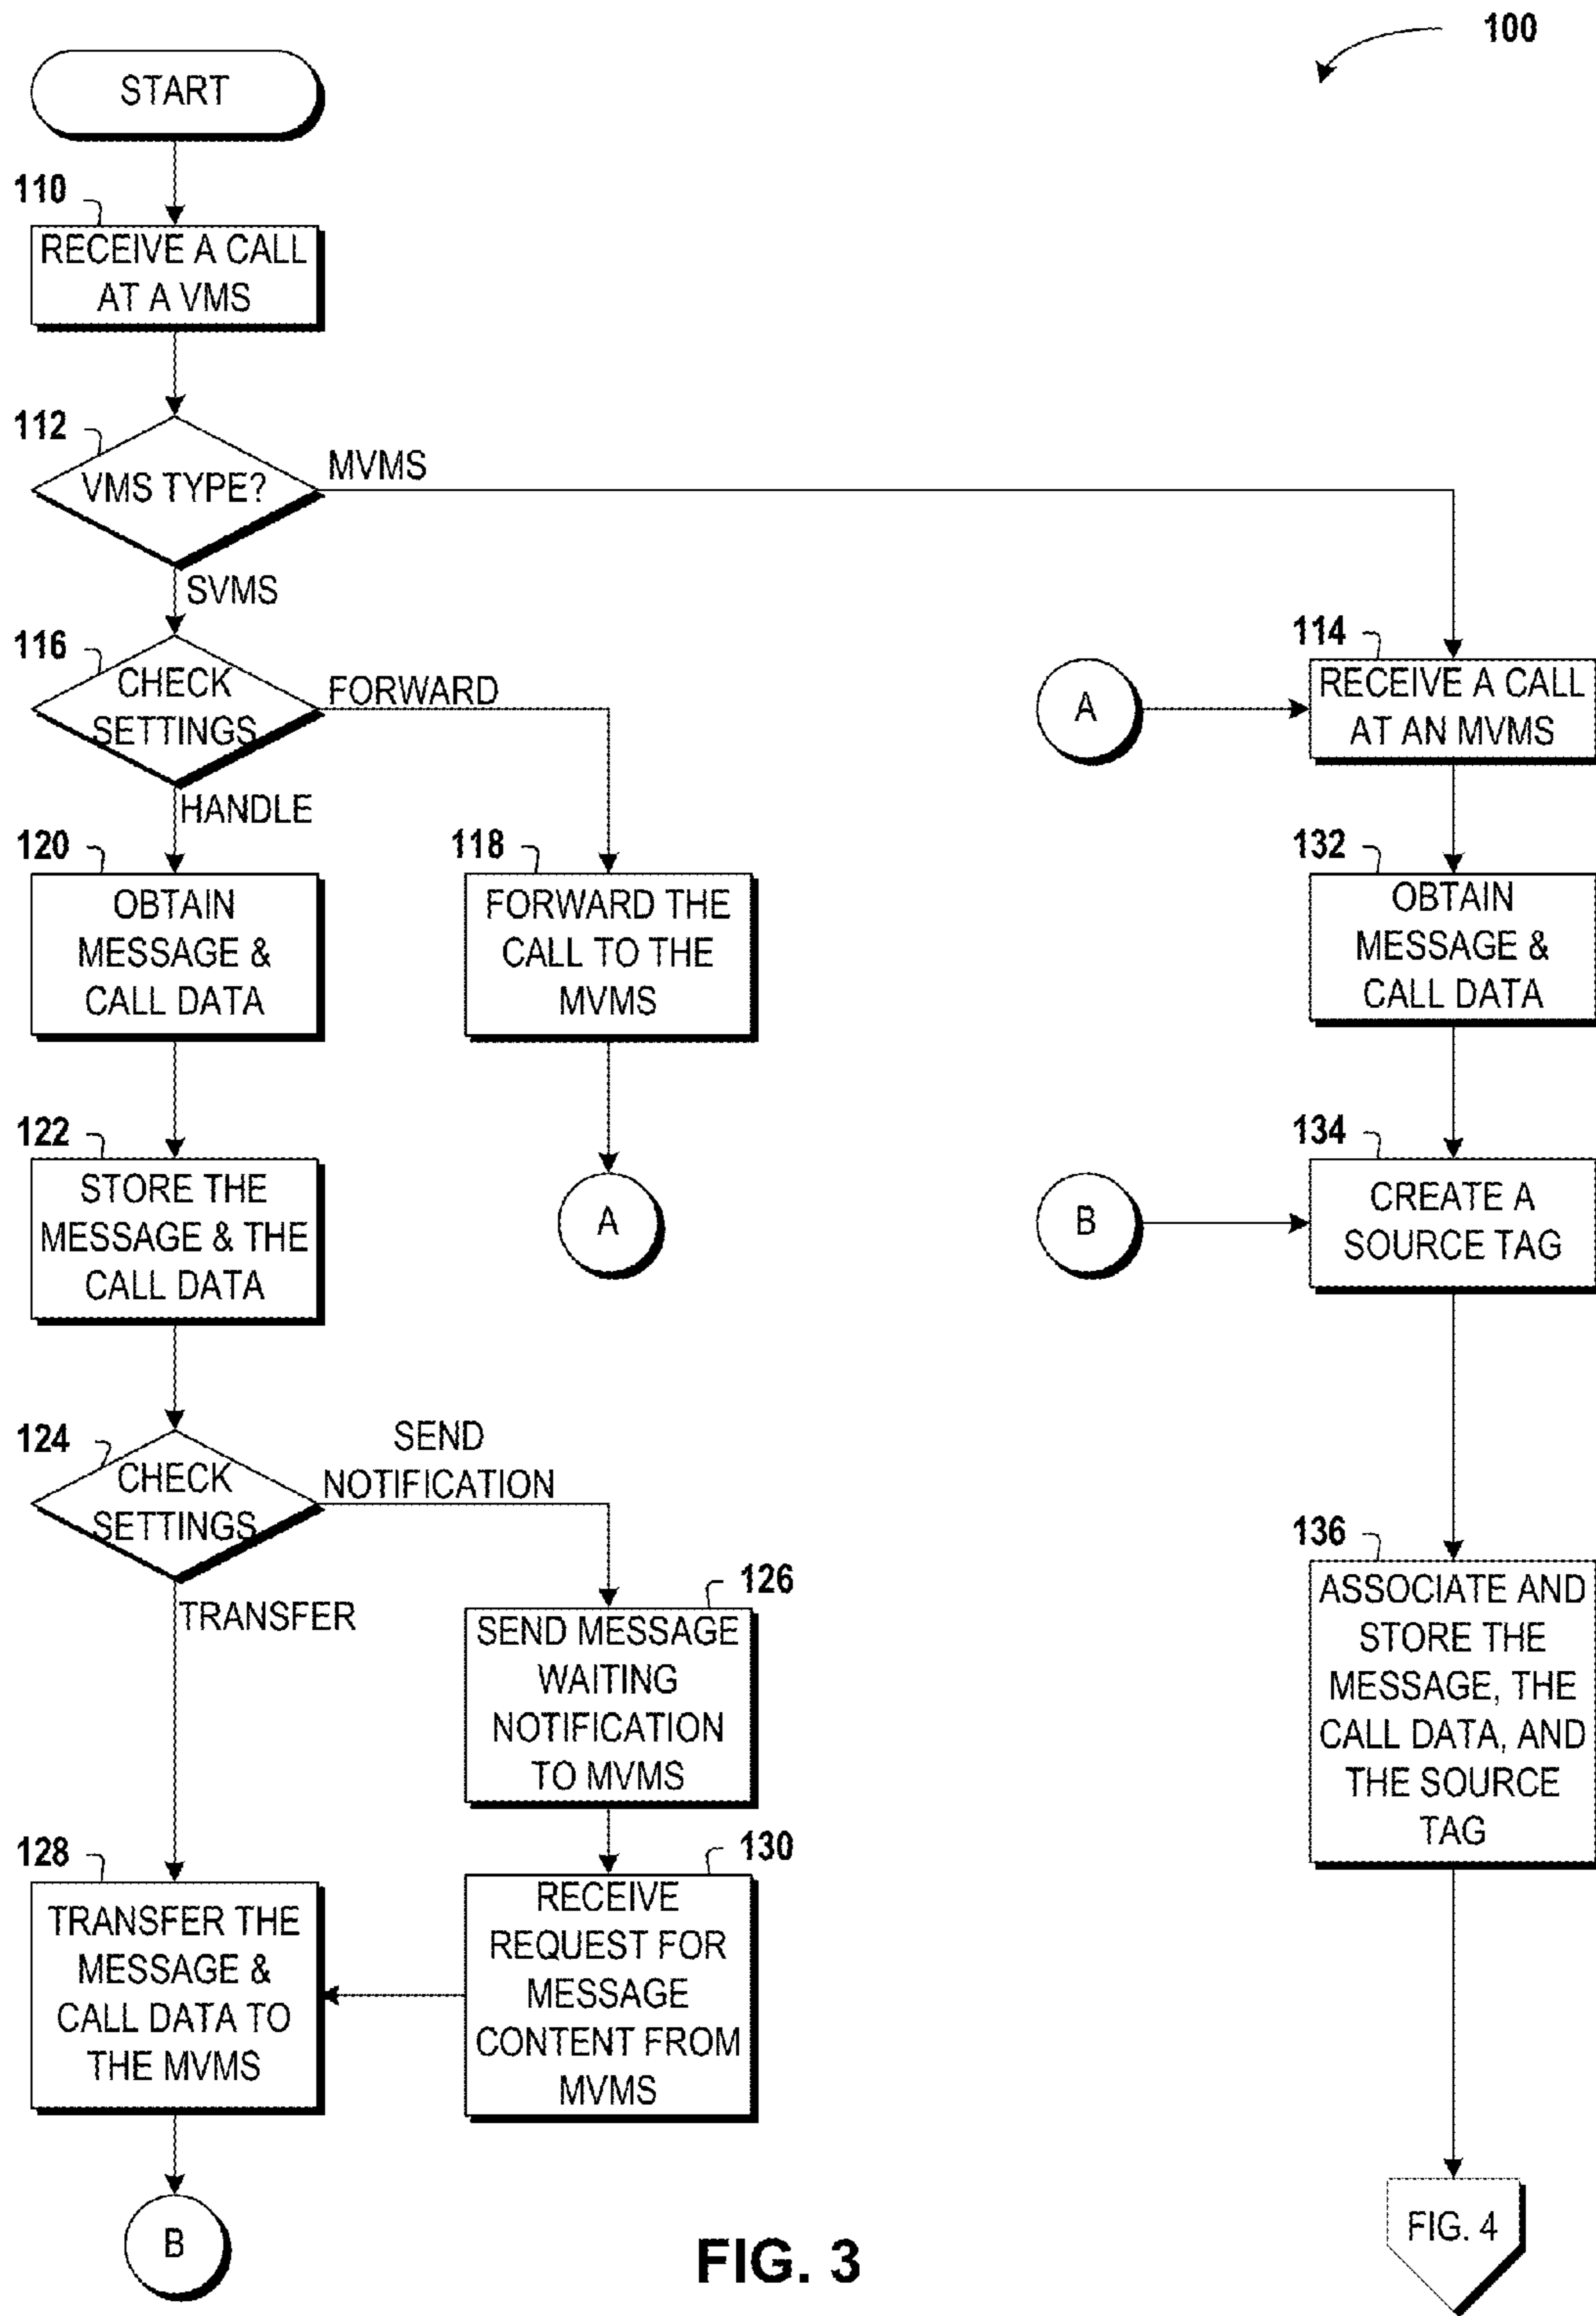 100
START
110
RECEIVE A CALL
AT A VMS
112
VMS TYPE?
MVMS
SVMS
116
CHECK
SETTINGS
FORWARD
HANDLE
A
114
RECEIVE A CALL
AT AN MVMS
120
OBTAIN
MESSAGE &
CALL DATA
118
FORWARD THE
CALL TO THE
MVMS
132
OBTAIN
MESSAGE &
CALL DATA
122
STORE THE
MESSAGE & THE
CALL DATA
A
B
134
CREATE A
SOURCE TAG
124
CHECK
SETTINGS
SEND
NOTIFICATION
TRANSFER
126
SEND MESSAGE
WAITING
NOTIFICATION
TO MVMS
136
ASSOCIATE AND
STORE THE
MESSAGE, THE
CALL DATA, AND
THE SOURCE
TAG
128
TRANSFER THE
MESSAGE &
CALL DATA TO
THE MVMS
130
RECEIVE
REQUEST FOR
MESSAGE
CONTENT FROM
MVMS
B
FIG. 4
FIG. 3